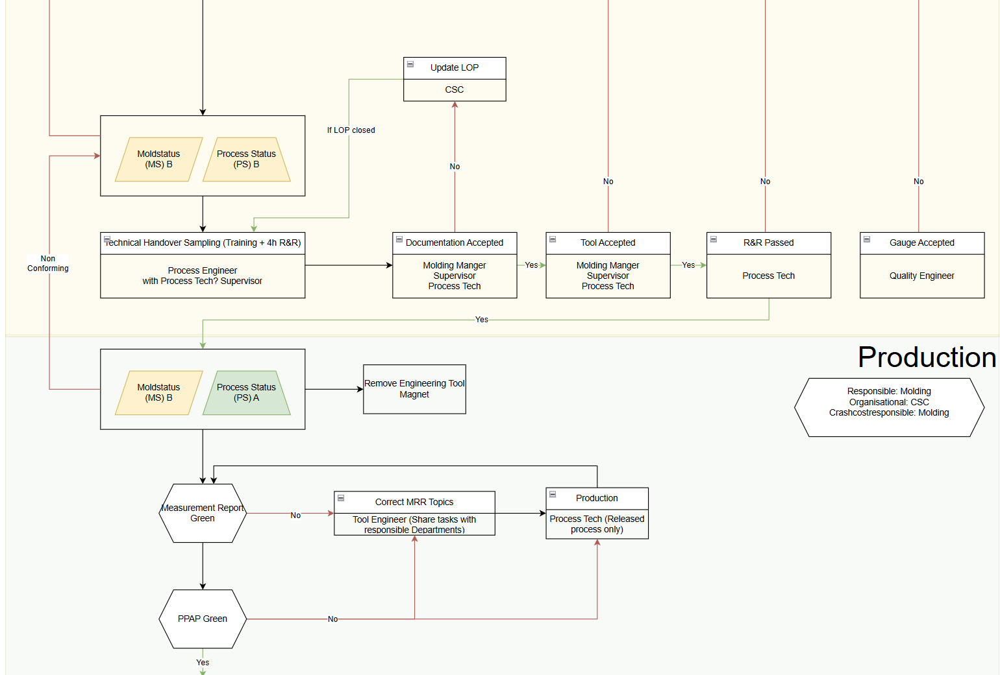 Update LOP
CSC
If LOP closed
Moldstatus
(MS) B
Process Status
(PS) B
No
No
No
No
Technical Handover Sampling (Training + 4h R&R)
Process Engineer
with Process Tech? Supervisor
Documentation Accepted
Molding Manger
Supervisor
Process Tech
Yes
Tool Accepted
Molding Manger
Supervisor
Process Tech
Yes
R&R Passed
Process Tech
Gauge Accepted
Quality Engineer
Non
Conforming
Yes
Production
Moldstatus
(MS) B
Process Status
(PS) A
Remove Engineering Tool
Magnet
Responsible: Molding
Organisational: CSC
Crashcostresponsible: Molding
Measurement Report
Green
No
Correct MRR Topics
Tool Engineer (Share tasks with
responsible Departments)
Production
Process Tech (Released
process only)
PPAP Green
No
Yes